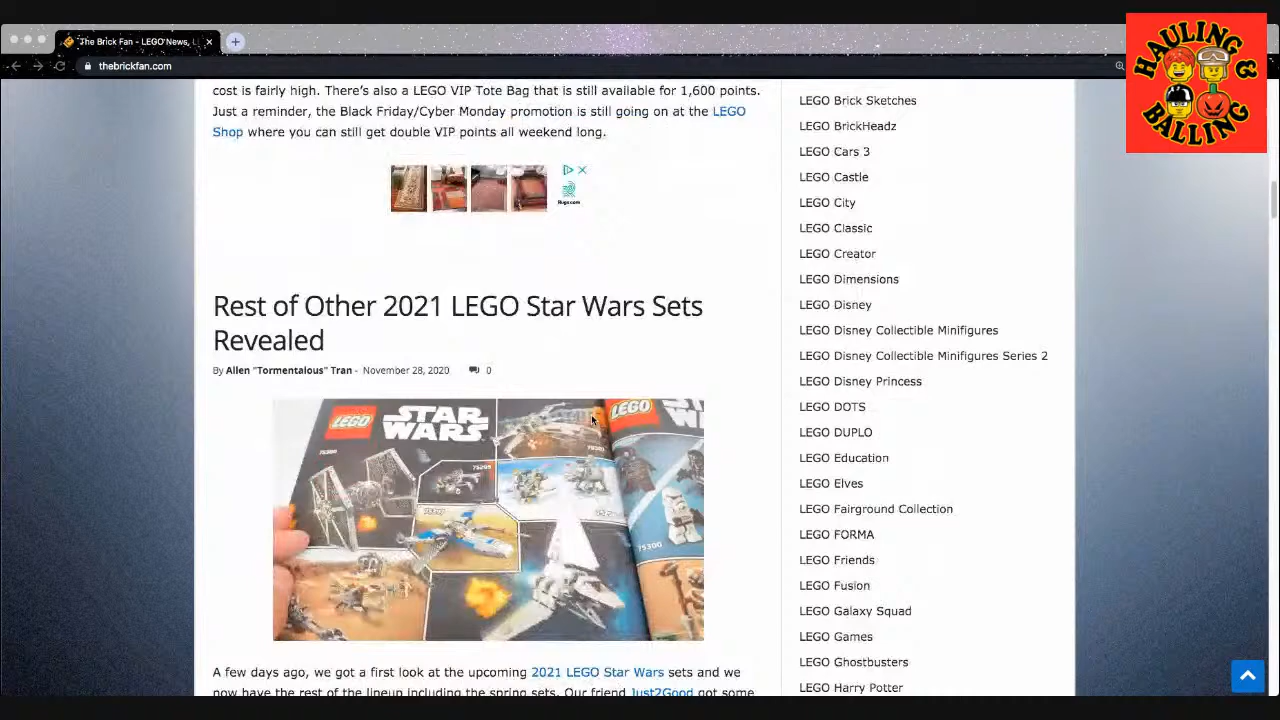 The Brick Fan - LEGO News, L
thebrickfan.com
HAULING &
BALLING
cost is fairly high. There's also a LEGO VIP Tote Bag that is still available for 1,600 points.
Just a reminder, the Black Friday/Cyber Monday promotion is still going on at the LEGO
Shop where you can still get double VIP points all weekend long.
Rugs.com
Rest of Other 2021 LEGO Star Wars Sets
Revealed
By Allen "Tormentalous" Tran - November 28, 2020 0
LEGO
STAR
WARS
LEGO
75300
A few days ago, we got a first look at the upcoming 2021 LEGO Star Wars sets and we
now have the rest of the lineup including the spring sets. Our friend Just2Good got some
LEGO Brick Sketches
LEGO BrickHeadz
LEGO Cars 3
LEGO Castle
LEGO City
LEGO Classic
LEGO Creator
LEGO Dimensions
LEGO Disney
LEGO Disney Collectible Minifigures
LEGO Disney Collectible Minifigures Series 2
LEGO Disney Princess
LEGO DOTS
LEGO DUPLO
LEGO Education
LEGO Elves
LEGO Fairground Collection
LEGO FORMA
LEGO Friends
LEGO Fusion
LEGO Galaxy Squad
LEGO Games
LEGO Ghostbusters
LEGO Harry Potter